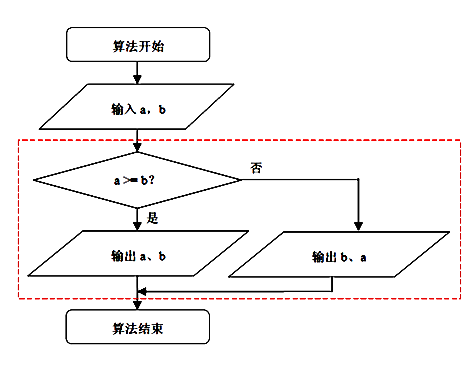 算法开始
输入 a，b
a >= b?
否
是
输出 a、b
输出 b、a
算法结束